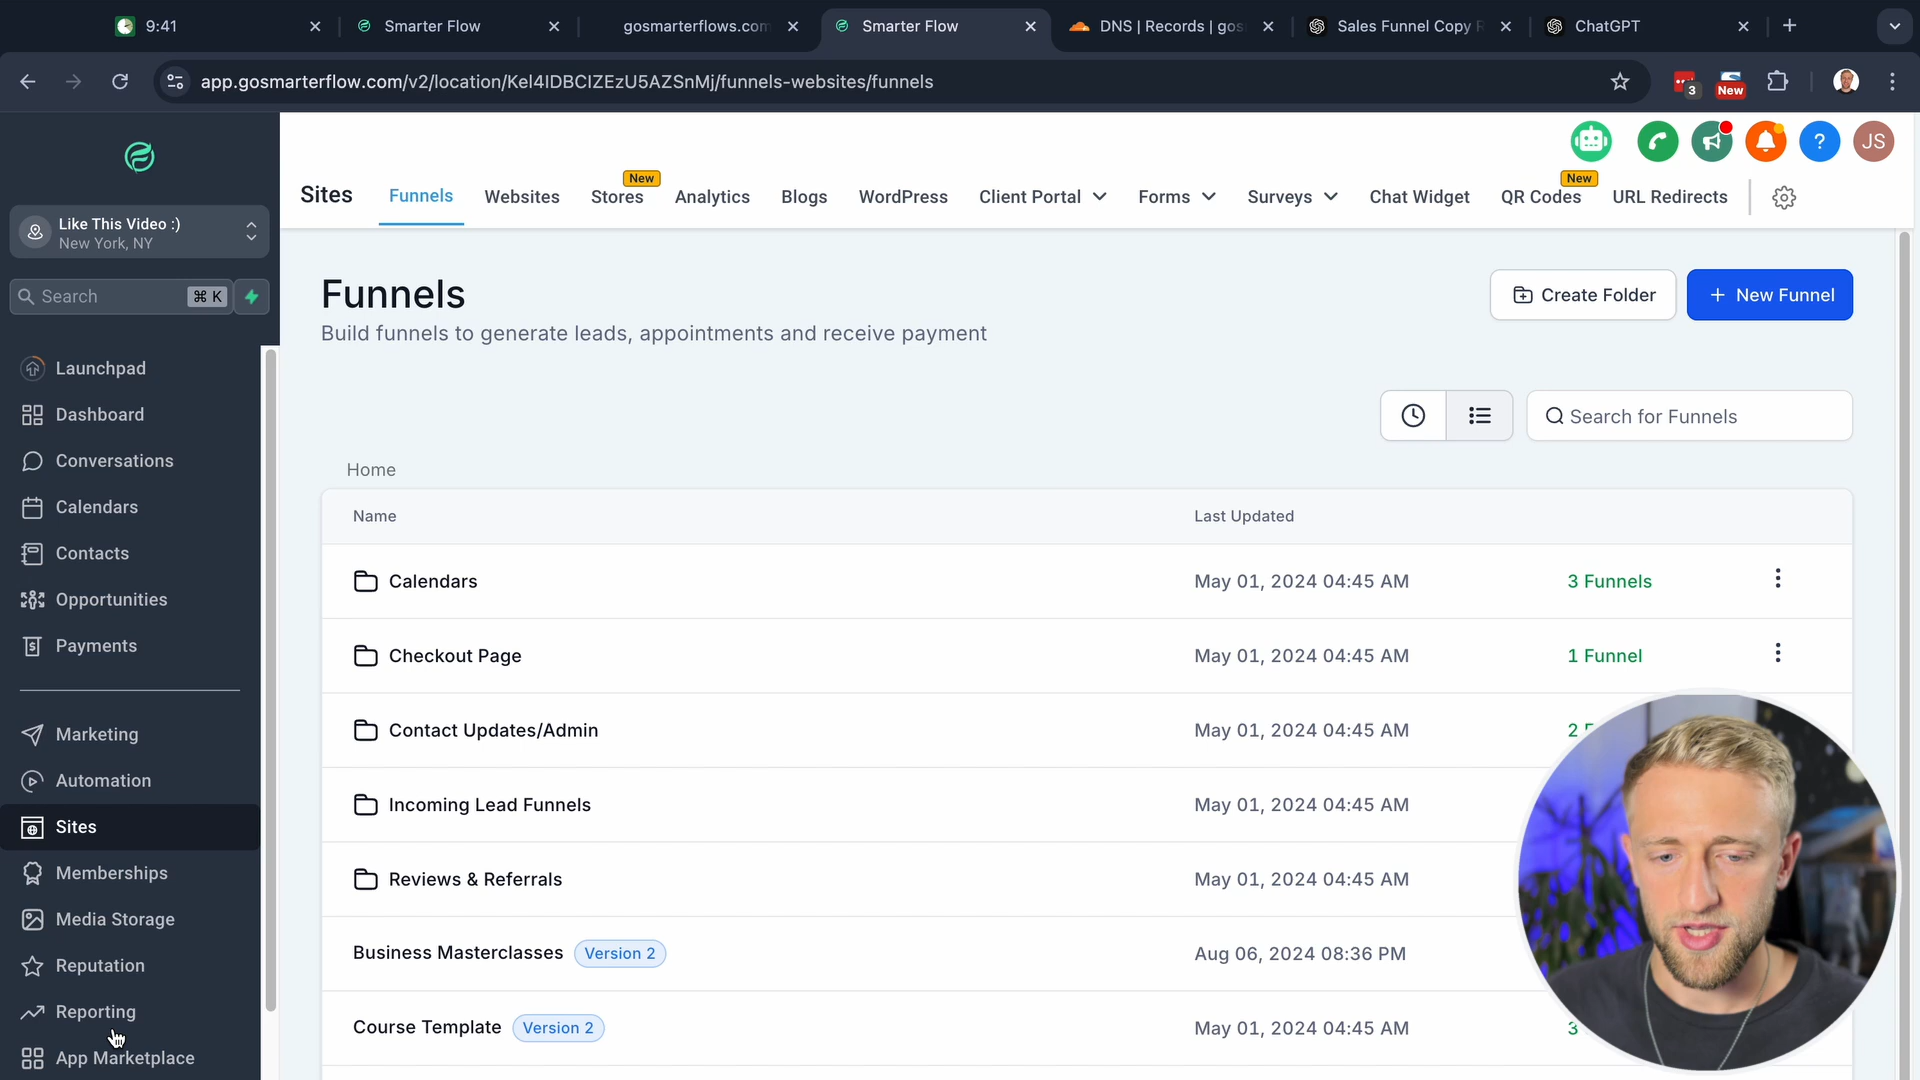 9:41
Smarter Flow
gosmarterflows.com
Smarter Flow
DNS | Records | gos
Sales Funnel Copy R
ChatGPT
app.gosmarterflow.com/v2/location/Kel4IDBCIZEzU5AZSnMj/funnels-websites/funnels
3
New
JS
?
Sites
Funnels
Websites
New
Stores
Analytics
Blogs
WordPress
Client Portal
Forms
Surveys
Chat Widget
New
QR Codes
URL Redirects
Like This Video :)
New York, NY
Search
⌘ K
Launchpad
Dashboard
Conversations
Calendars
Contacts
Opportunities
Payments
Marketing
Automation
Sites
Memberships
Media Storage
Reputation
Reporting
App Marketplace
Funnels
Build funnels to generate leads, appointments and receive payment
Create Folder
+ New Funnel
Search for Funnels
Home
Name
Last Updated
Calendars
May 01, 2024 04:45 AM
3 Funnels
Checkout Page
May 01, 2024 04:45 AM
1 Funnel
Contact Updates/Admin
May 01, 2024 04:45 AM
2 F
Incoming Lead Funnels
May 01, 2024 04:45 AM
Reviews & Referrals
May 01, 2024 04:45 AM
Business Masterclasses
Version 2
Aug 06, 2024 08:36 PM
Course Template
Version 2
May 01, 2024 04:45 AM
3